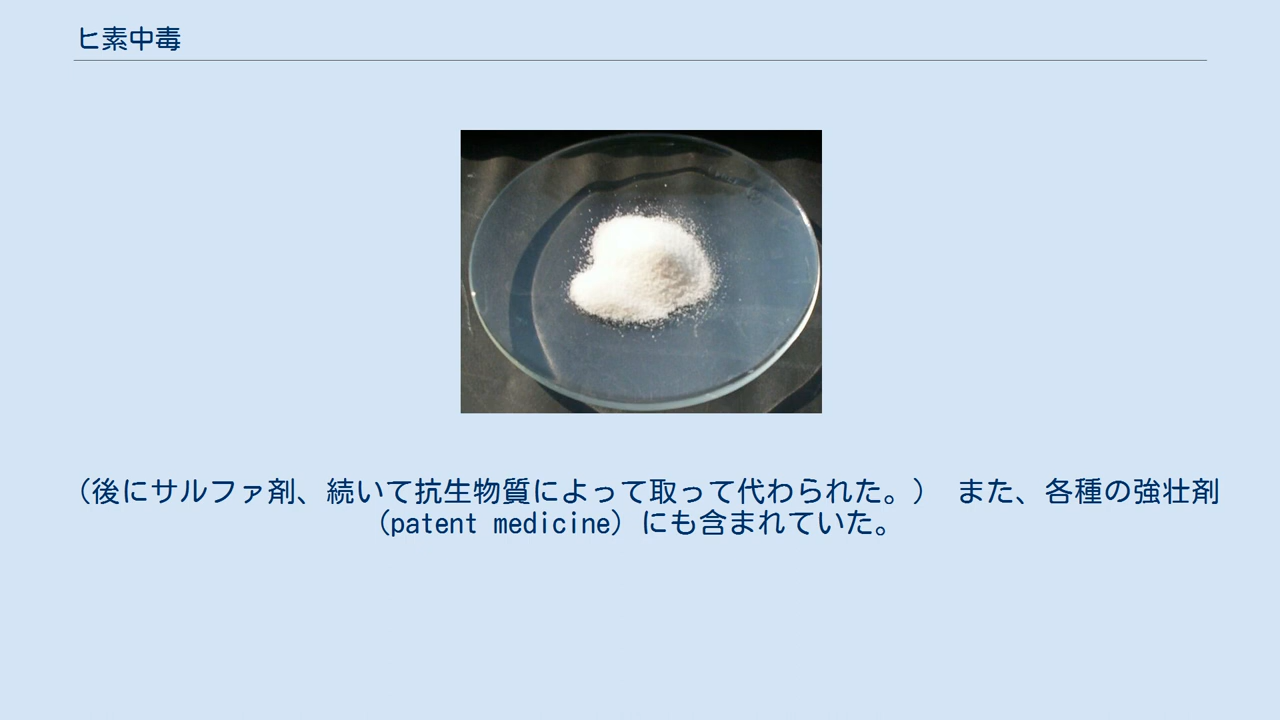 ヒ素中毒
（後にサルファ剤、続いて抗生物質によって取って代わられた。） また、各種の強壮剤
（patent medicine）にも含まれていた。